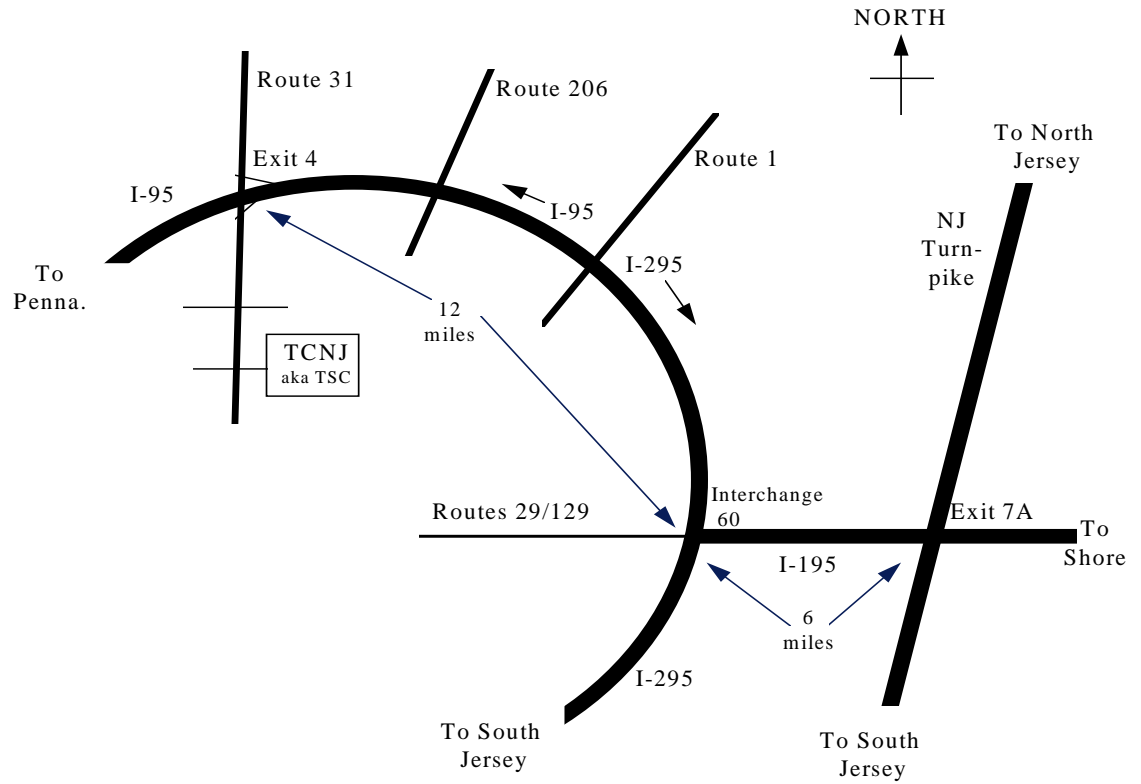 NORTH
Route 31
Route 206
To North
Jersey
Route 1
Exit 4
I-95
I-95
NJ
Turn-
pike
I-295
To
Penna.
12
miles
TCNJ
aka TSC
Interchange
60
Routes 29/129
Exit 7A
To
Shore
I-195
6
miles
I-295
To South
Jersey
To South
Jersey